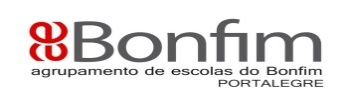 Bonfim
agrupamento de escolas do Bonfim
PORTALEGRE